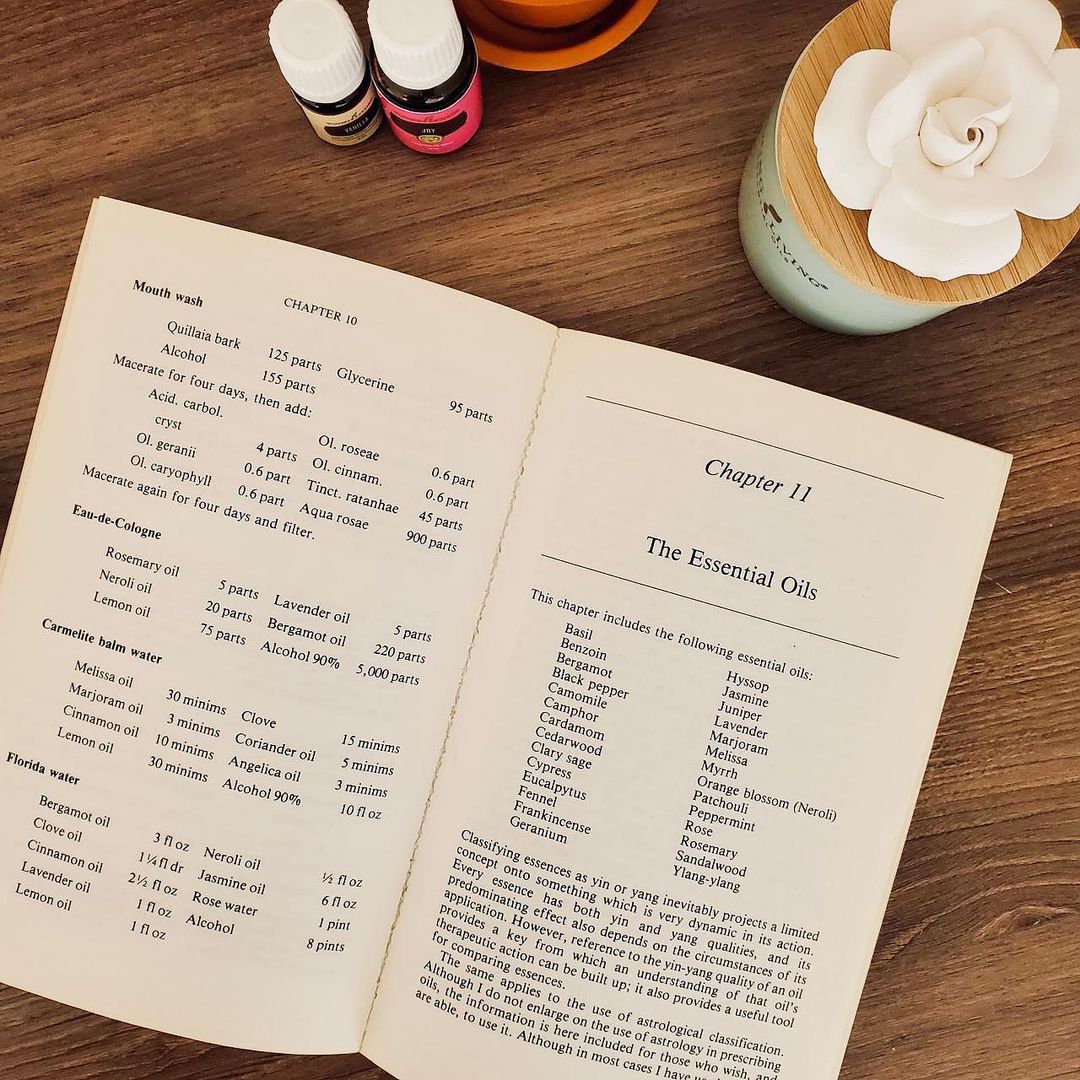 VANILLA
JOY
LIVING
CHAPTER 10
Mouth wash
Quillaia bark 125 parts Glycerine 95 parts
Alcohol 155 parts
Macerate for four days, then add:
Acid. carbol. Ol. roseae 0.6 part
cryst 4 parts Ol. cinnam. 0.6 part
Ol. geranii 0.6 part Tinct. ratanhae 45 parts
Ol. caryophyll 0.6 part Aqua rosae 900 parts
Macerate again for four days and filter.
Eau-de-Cologne
Rosemary oil 5 parts Lavender oil 5 parts
Neroli oil 20 parts Bergamot oil 220 parts
Lemon oil 75 parts Alcohol 90% 5,000 parts
Carmelite balm water
Melissa oil 30 minims Clove 15 minims
Marjoram oil 3 minims Coriander oil 5 minims
Cinnamon oil 10 minims Angelica oil 3 minims
Lemon oil 30 minims Alcohol 90% 10 fl oz
Florida water
Bergamot oil 3 fl oz Neroli oil ½ fl oz
Clove oil 1¼ fl dr Jasmine oil 6 fl oz
Cinnamon oil 2½ fl oz Rose water 1 pint
Lavender oil 1 fl oz Alcohol 8 pints
Lemon oil 1 fl oz
Chapter 11
The Essential Oils
This chapter includes the following essential oils:
Basil
Benzoin
Bergamot
Black pepper
Camomile
Camphor
Cardamom
Cedarwood
Clary sage
Cypress
Eucalyptus
Fennel
Frankincense
Geranium
Hyssop
Jasmine
Juniper
Lavender
Marjoram
Melissa
Myrrh
Orange blossom (Neroli)
Patchouli
Peppermint
Rose
Rosemary
Sandalwood
Ylang-ylang
Classifying essences as yin or yang inevitably projects a limited
concept onto something which is very dynamic in its action.
Every essence has both yin and yang qualities, and its
predominating effect also depends on the circumstances of its
application. However, reference to the yin-yang quality of an oil
provides a key from which an understanding of that oil's
therapeutic action can be built up; it also provides a useful tool
for comparing essences.
The same applies to the use of astrological classification.
Although I do not enlarge on the use of astrology in prescribing
oils, the information is here included for those who wish, and
are able, to use it. Although in most cases I have